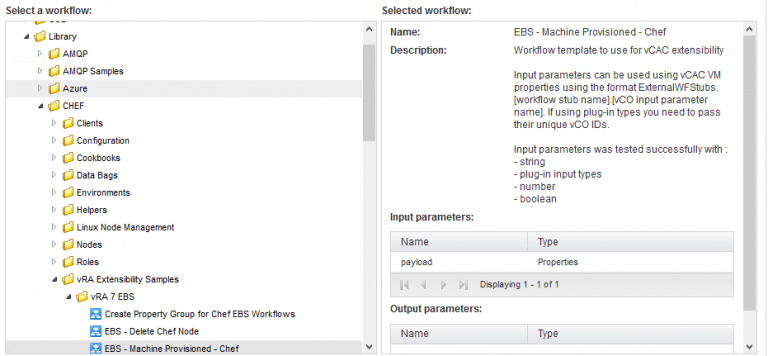 Select a workflow:
Library
AMQP
AMQP Samples
Azure
CHEF
Clients
Configuration
Cookbooks
Data Bags
Environments
Helpers
Linux Node Management
Nodes
Roles
vRA Extensibility Samples
vRA 7 EBS
Create Property Group for Chef EBS Workflows
EBS - Delete Chef Node
EBS - Machine Provisioned - Chef
Selected workflow:
Name: EBS - Machine Provisioned - Chef
Description: Workflow template to use for vCAC extensibility
Input parameters can be used using vCAC VM
properties using the format ExternalWFStubs.
[workflow stub name].[vCO input parameter
name]. If using plug-in types you need to pass
their unique vCO IDs.
Input parameters was tested successfully with :
- string
- plug-in input types
- number
- boolean
Input parameters:
Name Type
payload Properties
Displaying 1 - 1 of 1
Output parameters:
Name Type